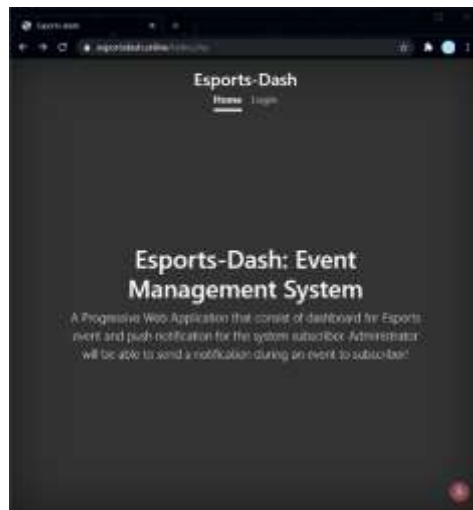 Esports-Dash
Esports-Dash
Home Login
Esports-Dash: Event
Management System
A Progressive Web Application that consist of dashboard for Esports
event and push notification for the system subscriber. Administrator
will be able to send a notification during an event to subscriber!